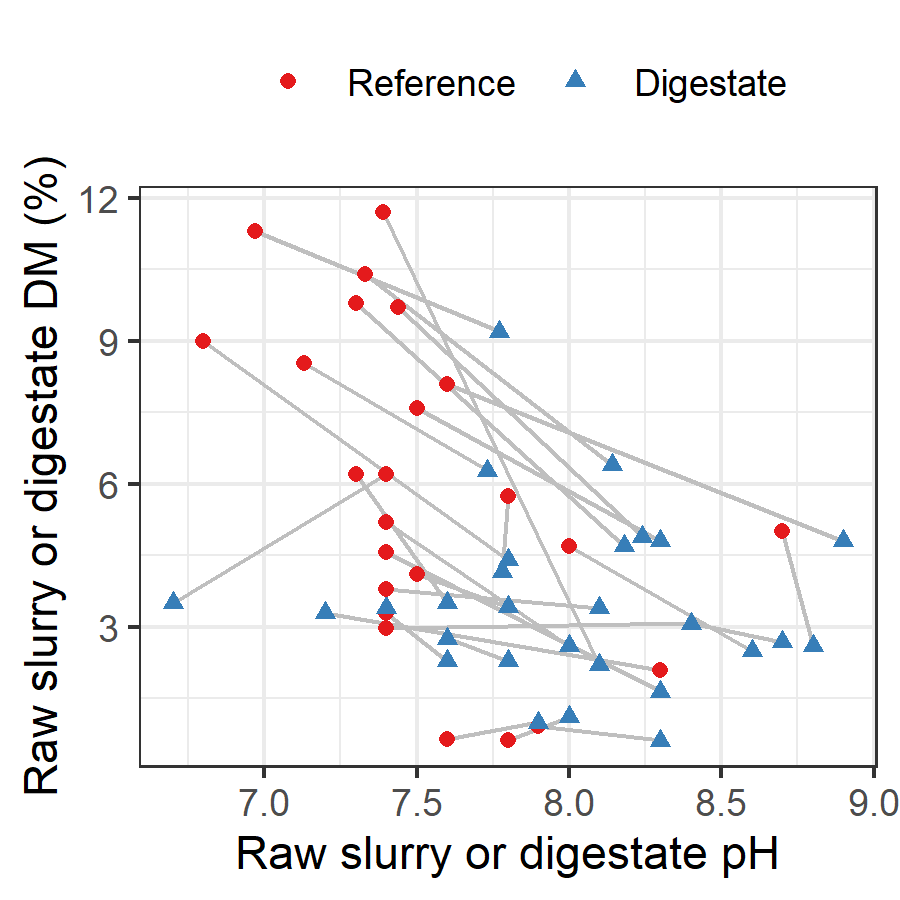 Reference Digestate
Raw slurry or digestate DM (%)
12
9
6
3
7.0 7.5 8.0 8.5 9.0
Raw slurry or digestate pH